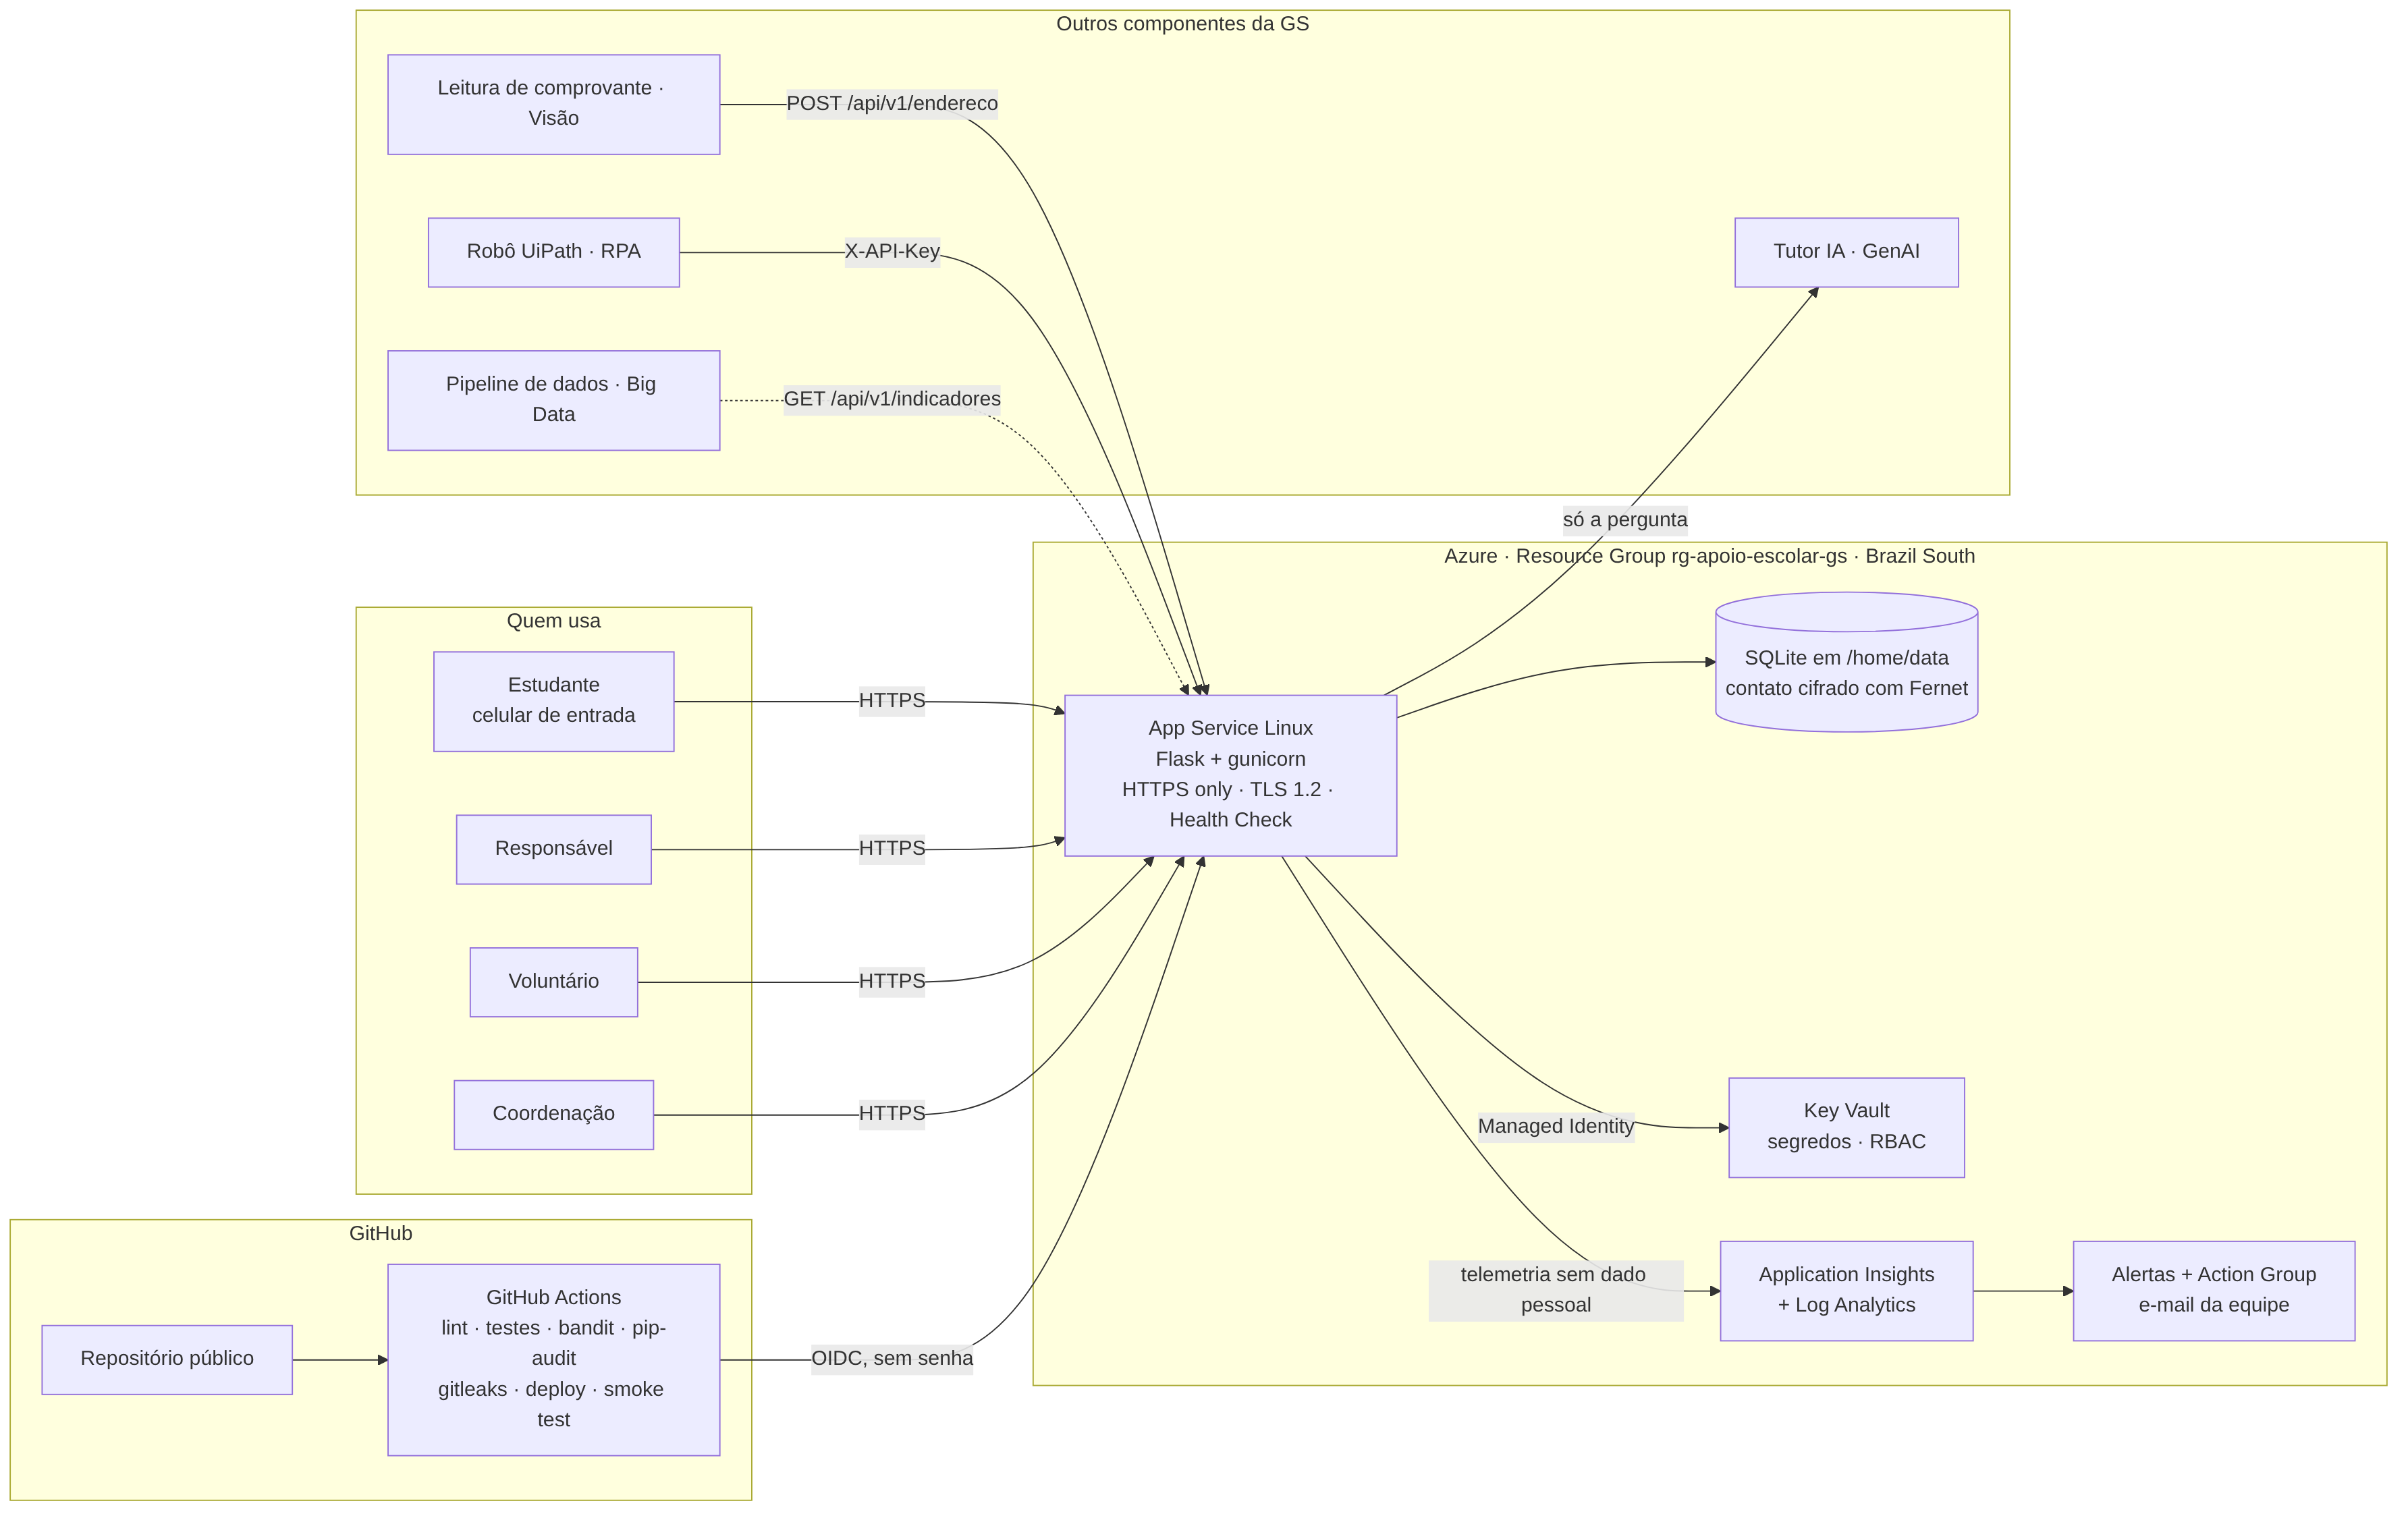 Outros componentes da GS
Leitura de comprovante ·
Visão
POST /api/v1/endereco
Robô UiPath · RPA
X-API-Key
Tutor IA · GenAI
Pipeline de dados · Big
Data
GET /api/v1/indicadores
só a pergunta
Azure · Resource Group rg-apoio-escolar-gs · Brazil South
Quem usa
Estudante
celular de entrada
HTTPS
Responsável
HTTPS
Voluntário
HTTPS
Coordenação
HTTPS
App Service Linux
Flask + gunicorn
HTTPS only · TLS 1.2 ·
Health Check
SQLite em /home/data
contato cifrado com Fernet
Managed Identity
Key Vault
segredos · RBAC
telemetria sem dado
pessoal
Application Insights
+ Log Analytics
Alertas + Action Group
e-mail da equipe
GitHub
Repositório público
GitHub Actions
lint · testes · bandit · pip-
audit
gitleaks · deploy · smoke
test
OIDC, sem senha